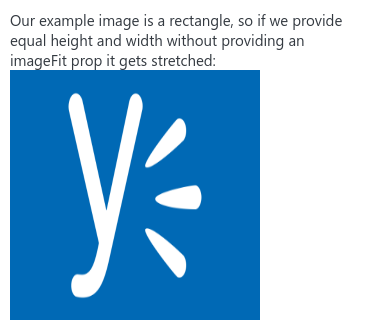 Our example image is a rectangle, so if we provide
equal height and width without providing an
imageFit prop it gets stretched:
y